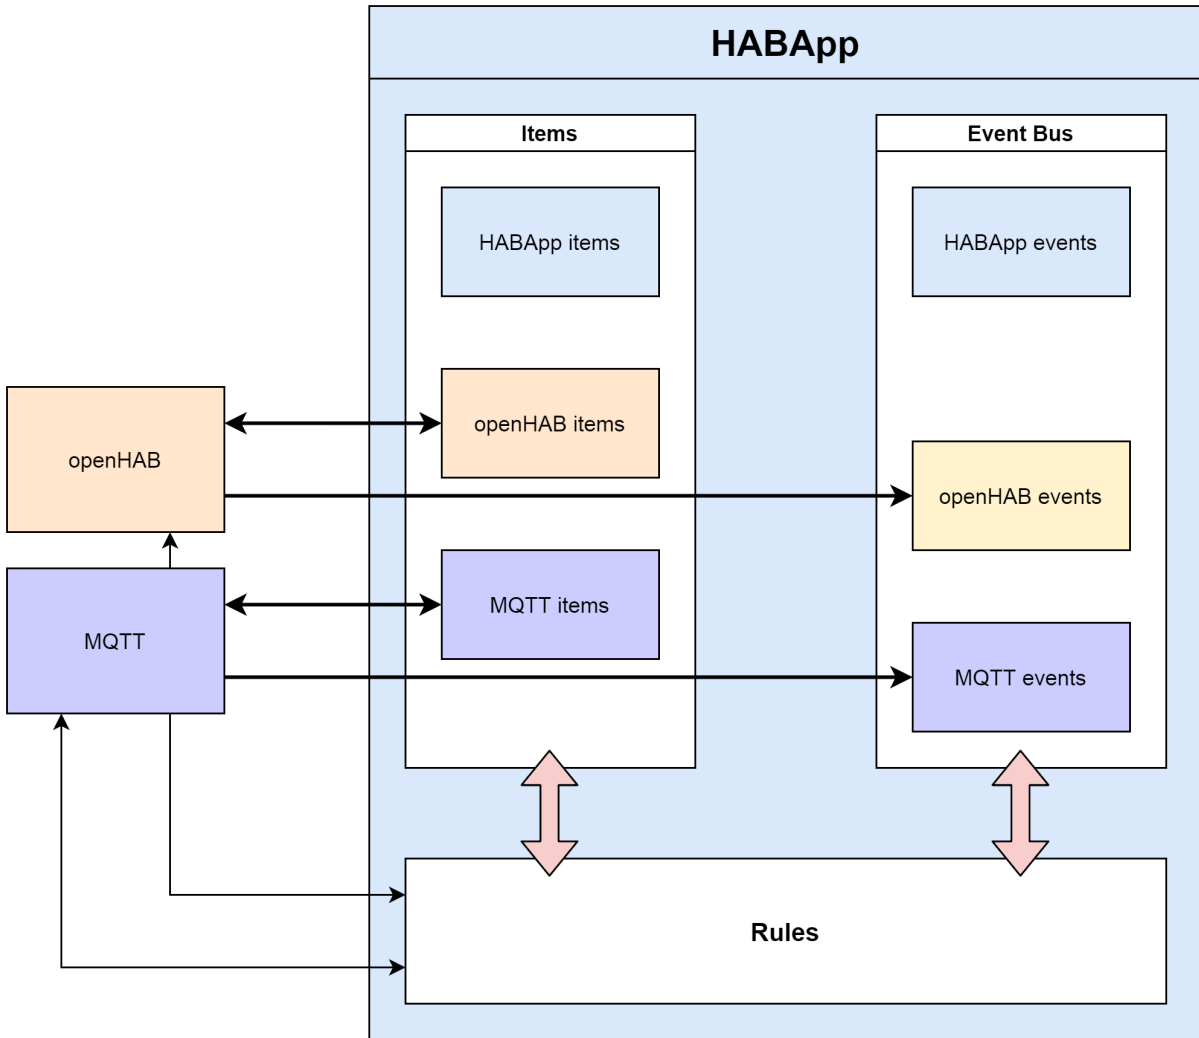 HABApp
Items
Event Bus
HABApp items
HABApp events
openHAB
openHAB items
openHAB events
MQTT
MQTT items
MQTT events
Rules